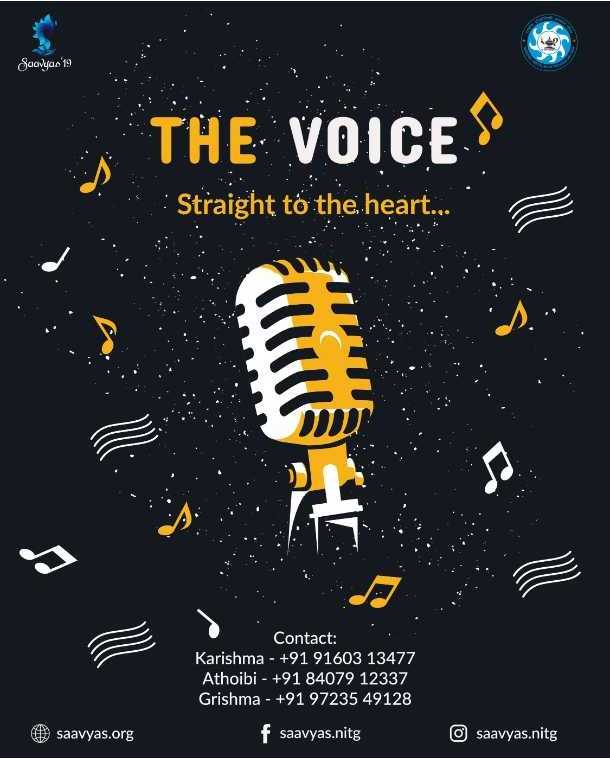 Saavyas'19
THE VOICE
Straight to the heart...
Contact:
Karishma - +91 91603 13477
Athoibi - +91 84079 12337
Grishma - +91 97235 49128
saavyas.org
saavyas.nitg
saavyas.nitg